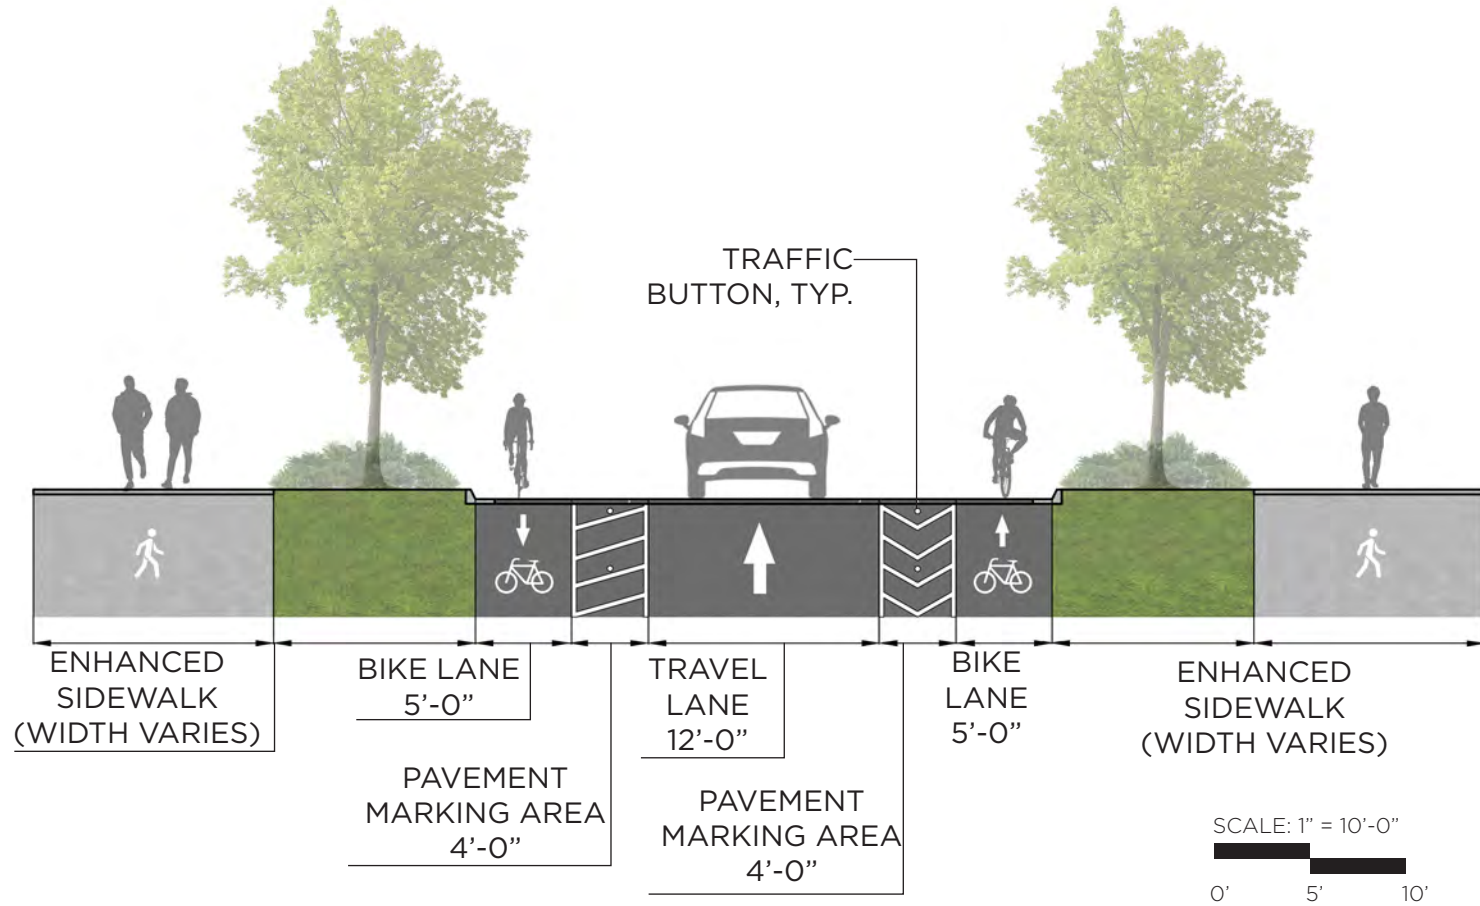 TRAFFIC
BUTTON, TYP.
ENHANCED
SIDEWALK
(WIDTH VARIES)
BIKE LANE
5’-0”
PAVEMENT
MARKING AREA
4’-0”
TRAVEL
LANE
12’-0”
PAVEMENT
MARKING AREA
4’-0”
BIKE
LANE
5’-0”
ENHANCED
SIDEWALK
(WIDTH VARIES)
SCALE: 1” = 10’-0”
0’ 5’ 10’